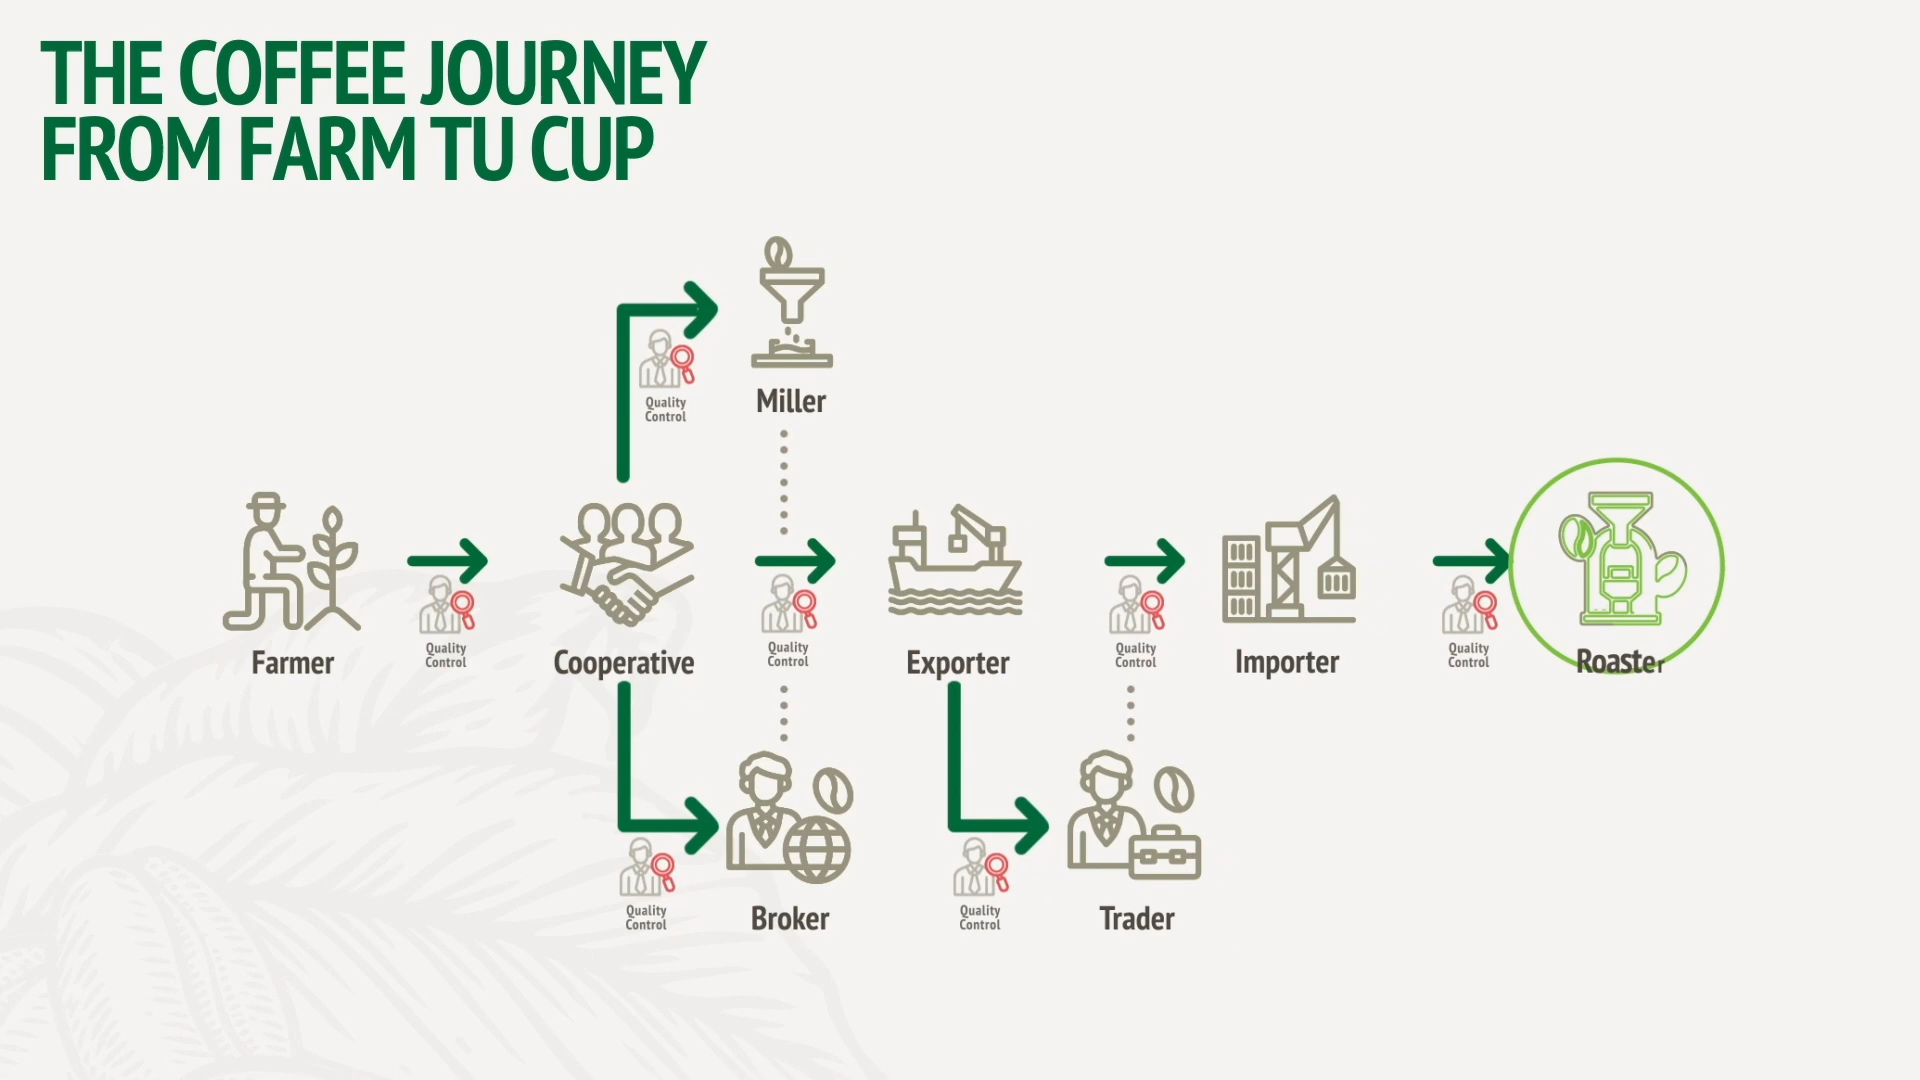 THE COFFEE JOURNEY
FROM FARM TU CUP
Quality
Control
Miller
Farmer
Quality
Control
Cooperative
Quality
Control
Exporter
Quality
Control
Importer
Quality
Control
Roaster
Quality
Control
Broker
Quality
Control
Trader